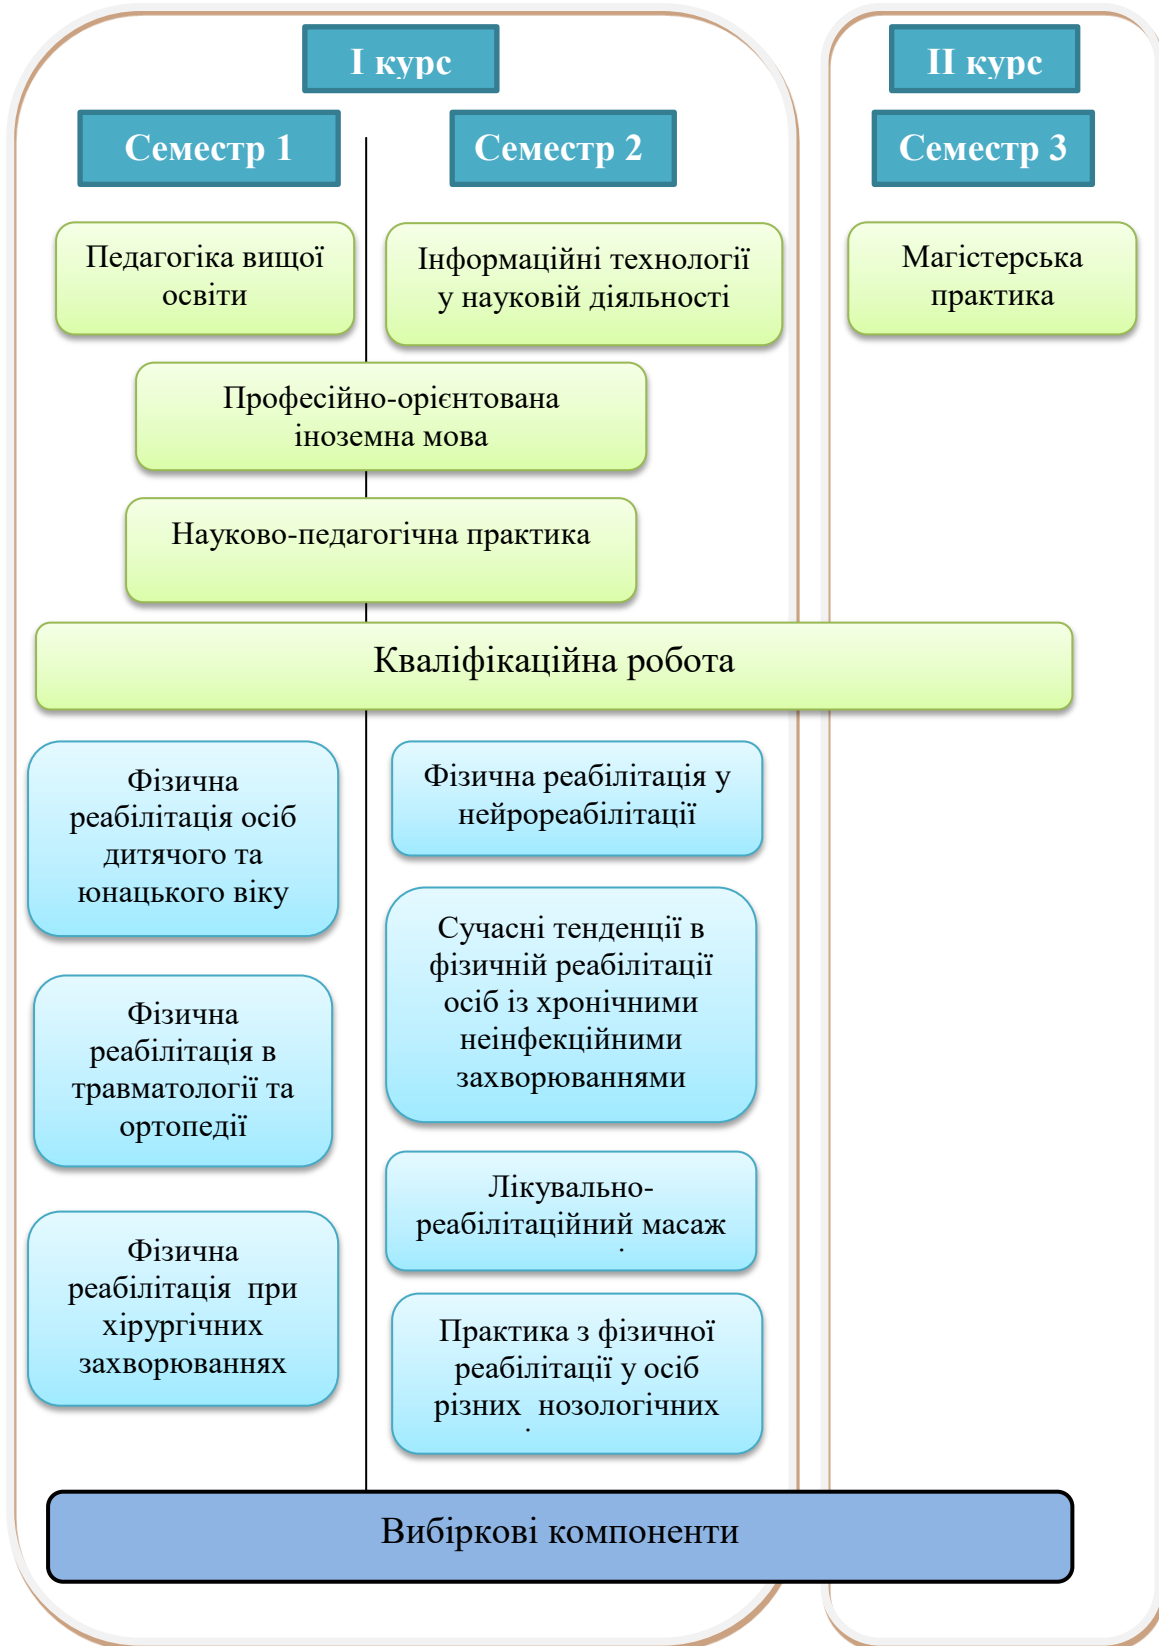 І курс
ІІ курс
Семестр 1
Семестр 2
Семестр 3
Педагогіка вищої
освіти
Інформаційні технології
у науковій діяльності
Магістерська
практика
Професійно-орієнтована
іноземна мова
Науково-педагогічна практика
Кваліфікаційна робота
Фізична
реабілітація осіб
дитячого та
юнацького віку
Фізична реабілітація у
нейрореабілітації
Сучасні тенденції в
фізичній реабілітації
осіб із хронічними
неінфекційними
захворюваннями
Фізична
реабілітація в
травматології та
ортопедії
Лікувально-
реабілітаційний масаж
Фізична
реабілітація при
хірургічних
захворюваннях
Практика з фізичної
реабілітації у осіб
різних нозологічних
Вибіркові компоненти